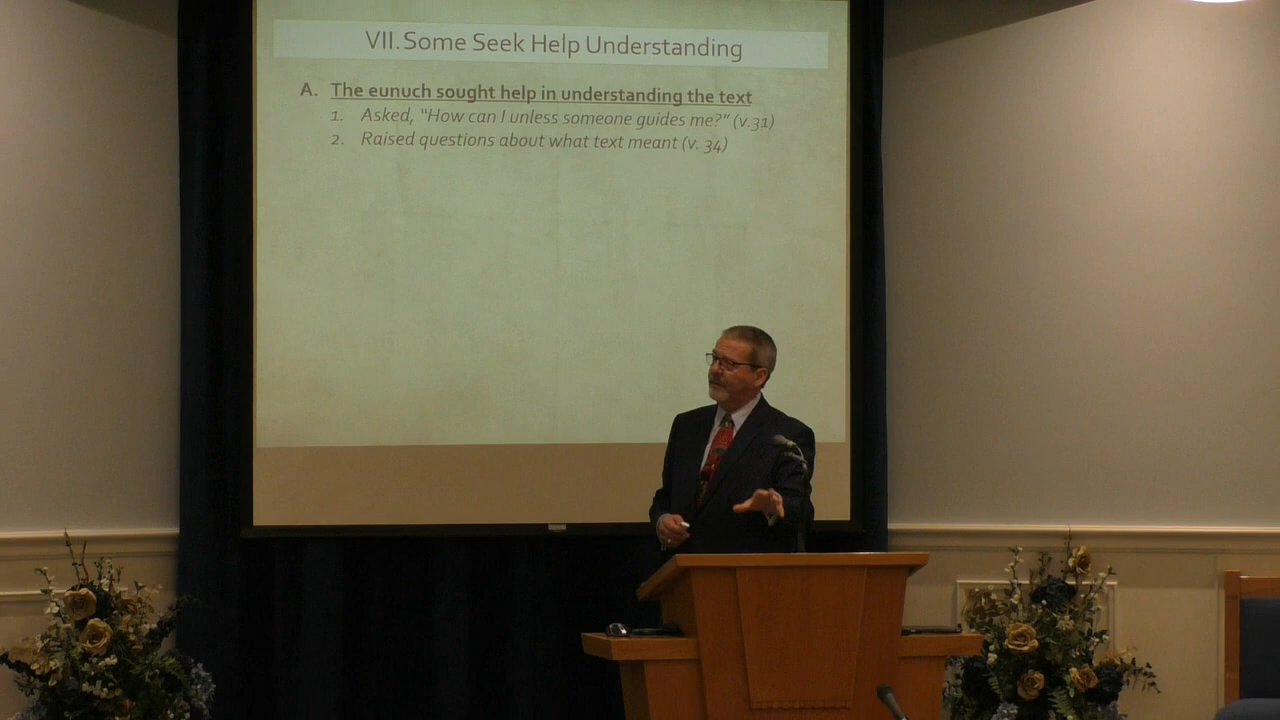 VII. Some Seek Help Understanding
A. The eunuch sought help in understanding the text
1. Asked, “How can I unless someone guides me?” (v.31)
2. Raised questions about what text meant (v. 34)